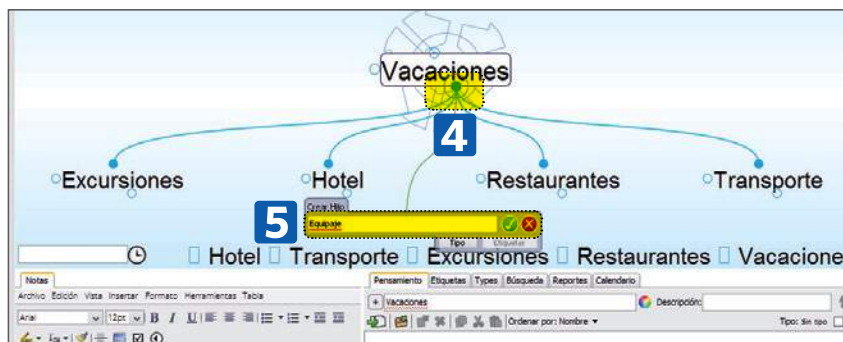 Vacaciones
4
Excursiones Hotel Restaurantes Transporte
Crear Hijo
5 Equipaje
Tipo Etiquetar
Hotel Transporte Excursiones Restaurantes Vacacione
Notas
Archivo Edición Vista Insertar Formato Herramientas Tabla
Arial 12pt B I U
Pensamiento Etiquetas Types Búsqueda Reportes Calendario
Vacaciones Descripción:
Ordenar por: Nombre Tipo: Sin tipo